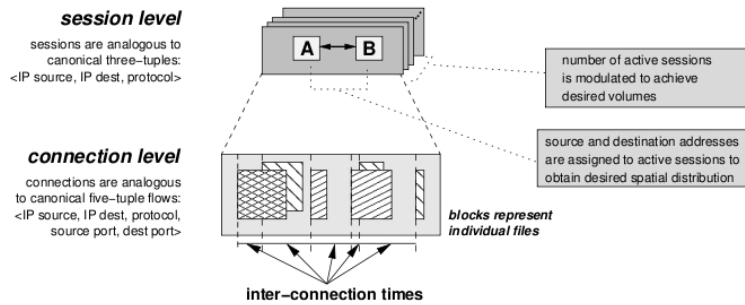 session level
sessions are analogous to
canonical three-tuples:
<IP source, IP dest, protocol>
A
B
number of active sessions
is modulated to achieve
desired volumes
source and destination addresses
are assigned to active sessions to
obtain desired spatial distribution
connection level
connections are analogous
to canonical five-tuple flows:
<IP source, IP dest, protocol,
source port, dest port>
blocks represent
individual files
inter-connection times